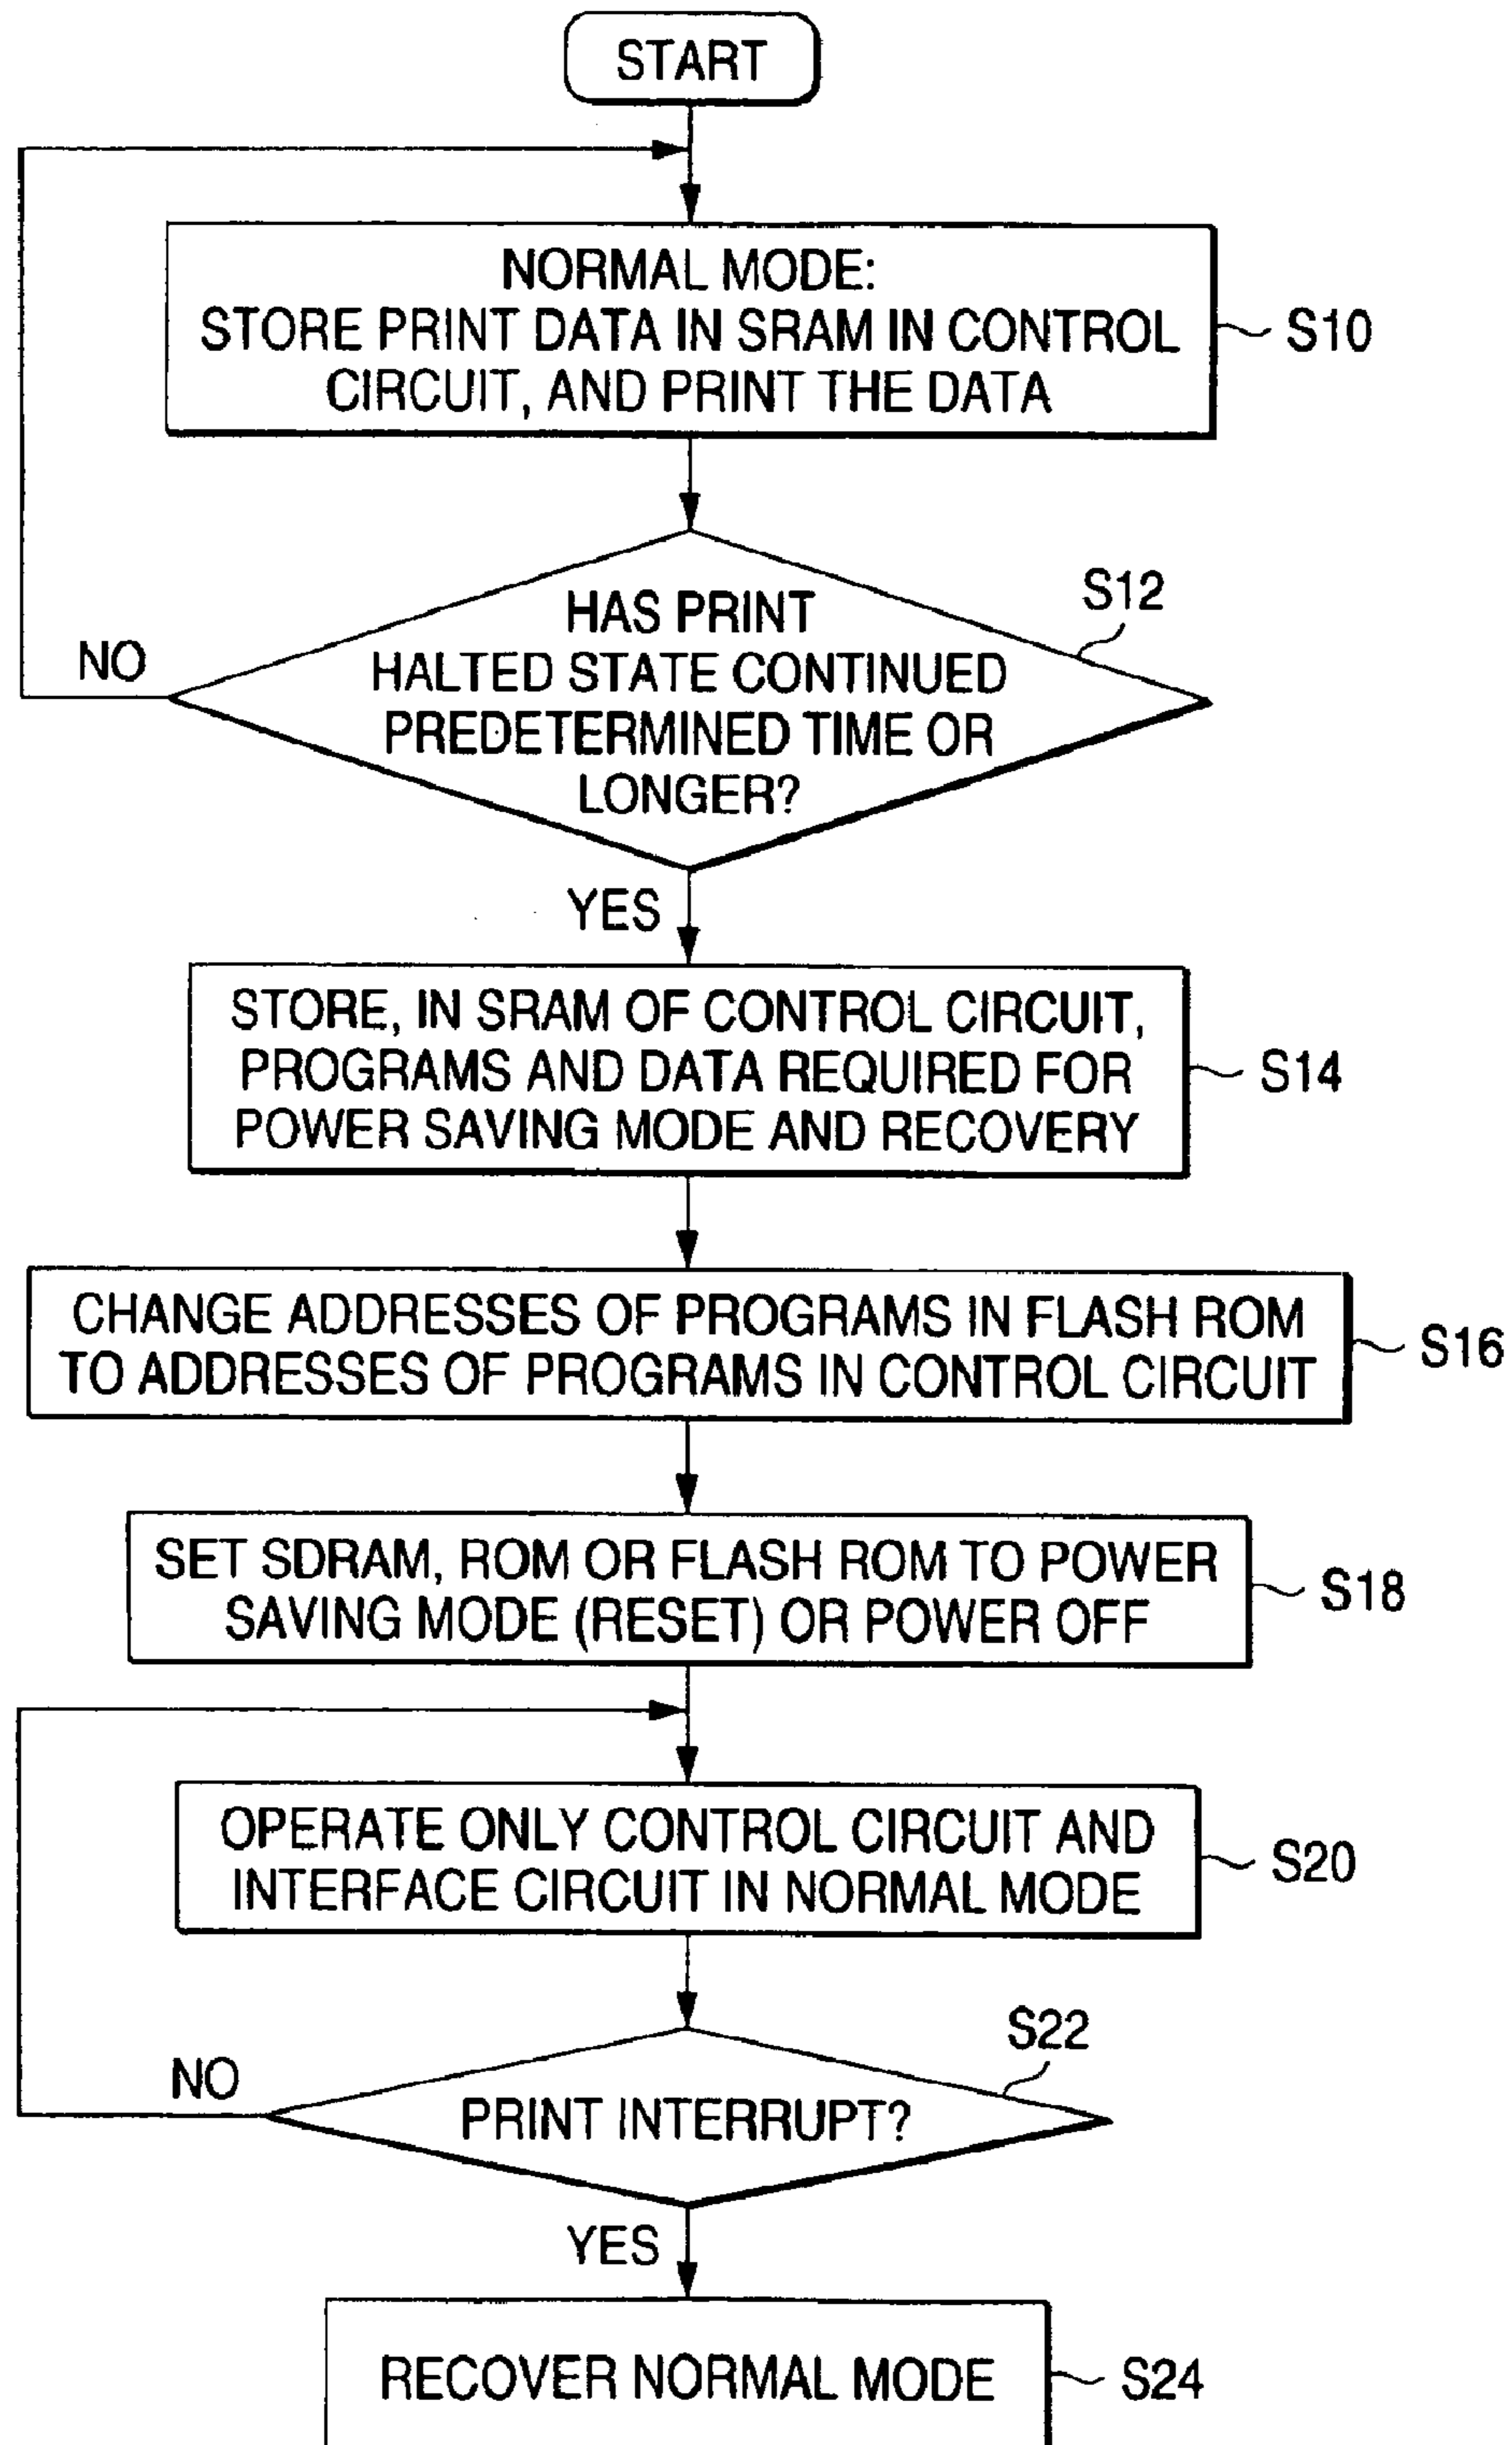 START
NORMAL MODE:
STORE PRINT DATA IN SRAM IN CONTROL
CIRCUIT, AND PRINT THE DATA
S10
S12
HAS PRINT
HALTED STATE CONTINUED
PREDETERMINED TIME OR
LONGER?
NO
YES
STORE, IN SRAM OF CONTROL CIRCUIT,
PROGRAMS AND DATA REQUIRED FOR
POWER SAVING MODE AND RECOVERY
S14
CHANGE ADDRESSES OF PROGRAMS IN FLASH ROM
TO ADDRESSES OF PROGRAMS IN CONTROL CIRCUIT
S16
SET SDRAM, ROM OR FLASH ROM TO POWER
SAVING MODE (RESET) OR POWER OFF
S18
OPERATE ONLY CONTROL CIRCUIT AND
INTERFACE CIRCUIT IN NORMAL MODE
S20
S22
NO
PRINT INTERRUPT?
YES
RECOVER NORMAL MODE
S24